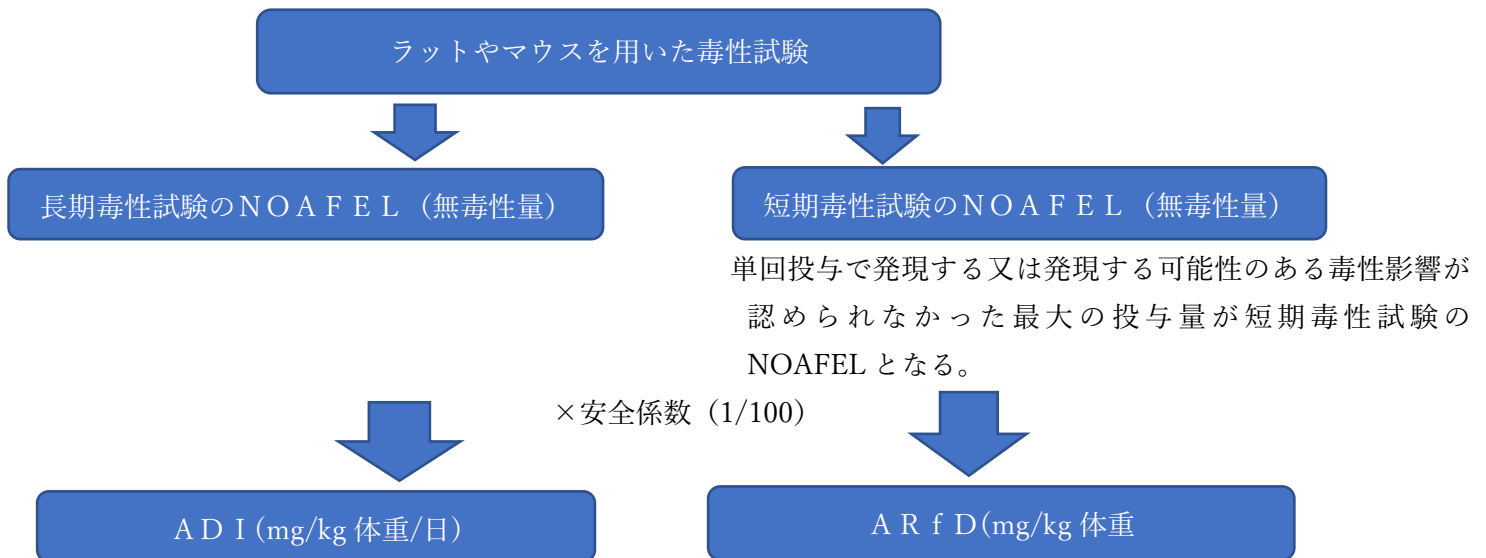 ラットやマウスを用いた毒性試験
長期毒性試験のＮＯＡＦＥＬ（無毒性量）
短期毒性試験のＮＯＡＦＥＬ（無毒性量）
単回投与で発現する又は発現する可能性のある毒性影響が
認められなかった最大の投与量が短期毒性試験の
NOAFEL となる。
×安全係数（1/100）
ＡＤＩ(mg/kg 体重/日)
ＡＲｆＤ(mg/kg 体重